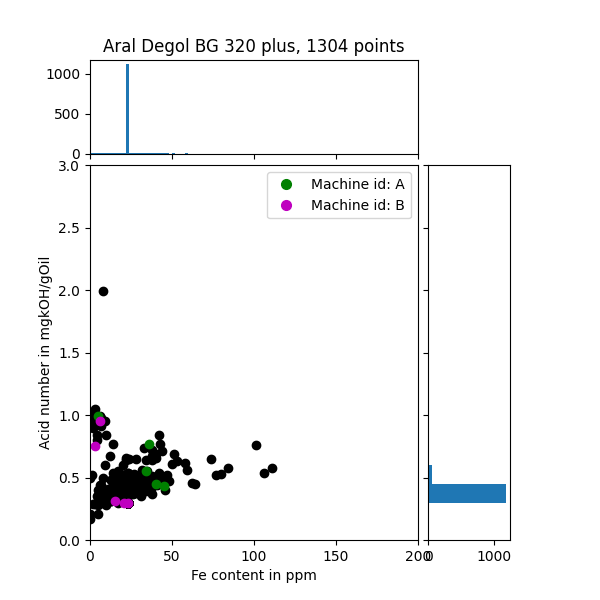 Aral Degol BG 320 plus, 1304 points
1000
500
0
3.0
2.5
2.0
1.5
1.0
0.5
0.0
Acid number in mgkOH/gOil
Machine id: A
Machine id: B
0 50 100 150 200
0 1000
Fe content in ppm